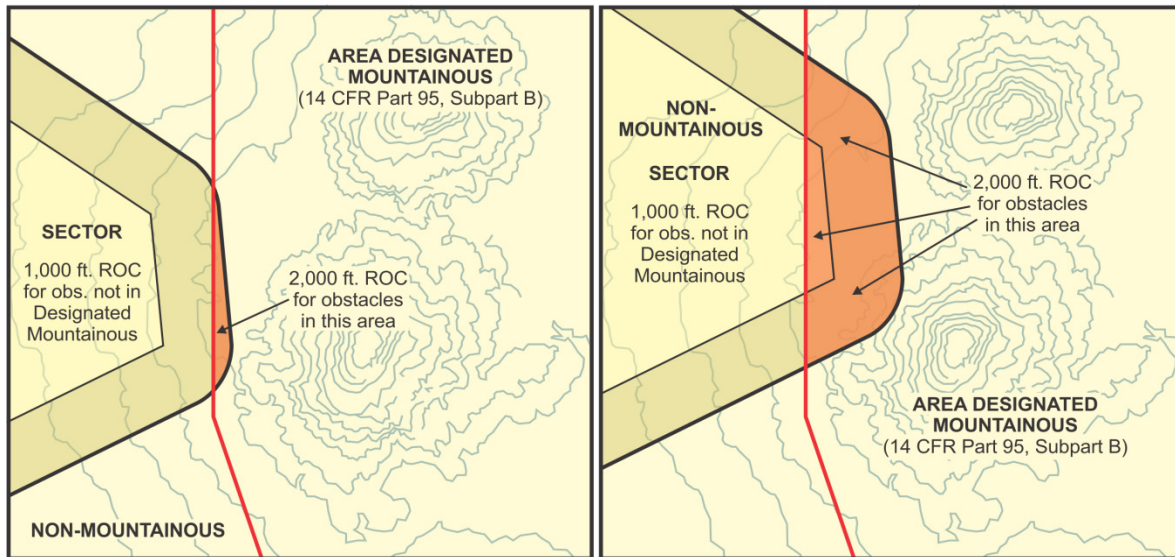 AREA DESIGNATED
MOUNTAINOUS
(14 CFR Part 95, Subpart B)
SECTOR
1,000 ft. ROC
for obs. not in
Designated
Mountainous
2,000 ft. ROC
for obstacles
in this area
NON-MOUNTAINOUS
NON-
MOUNTAINOUS
SECTOR
1,000 ft. ROC
for obs. not in
Designated
Mountainous
2,000 ft. ROC
for obstacles
in this area
AREA DESIGNATED
MOUNTAINOUS
(14 CFR Part 95, Subpart B)